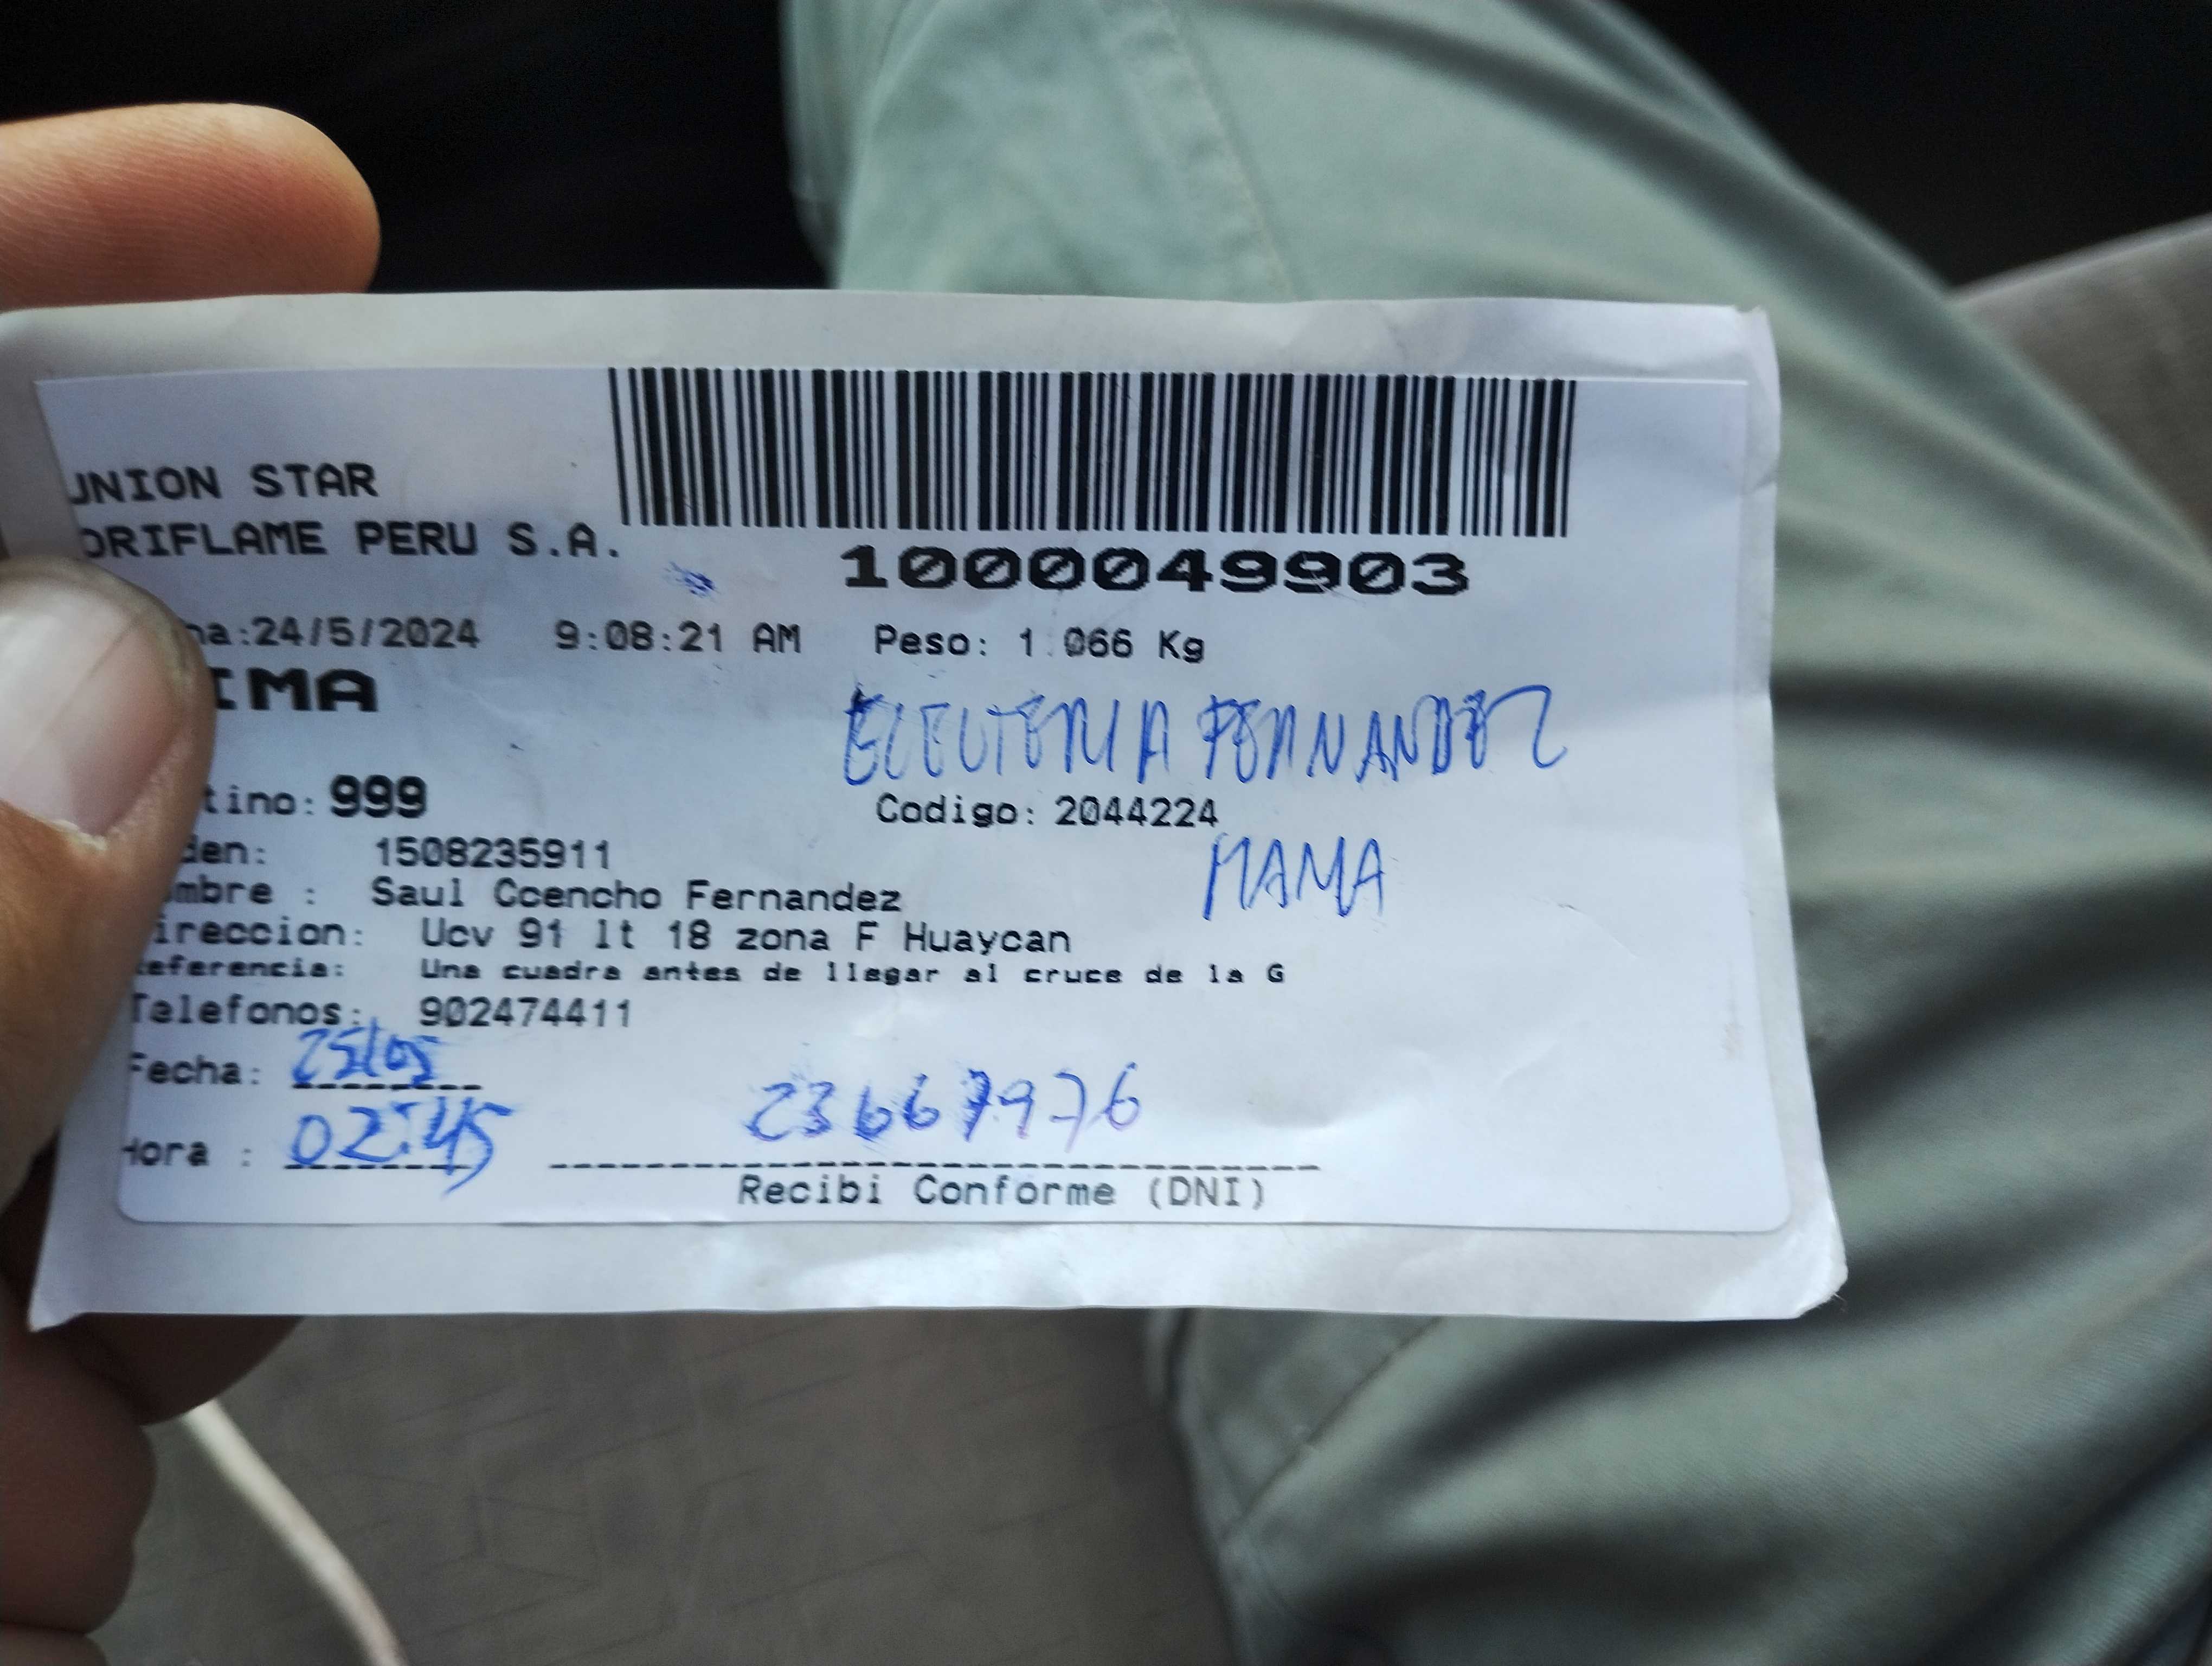 UNION STAR
ORIFLAME PERU S.A.
1000049903
ha:24/5/2024 9:08:21 AM Peso: 1.066 Kg
IMA
ELEUTERIA FERNANDEZ
tino: 999 Codigo: 2044224
den: 1508235911
MAMA
ombre : Saul Ccencho Fernandez
ireccion: Ucv 91 lt 18 zona F Huaycan
Referencia: Una cuadra antes de llegar al cruce de la G
Telefonos: 902474411
Fecha: 25/05
23667976
Hora : 02:45
Recibi Conforme (DNI)